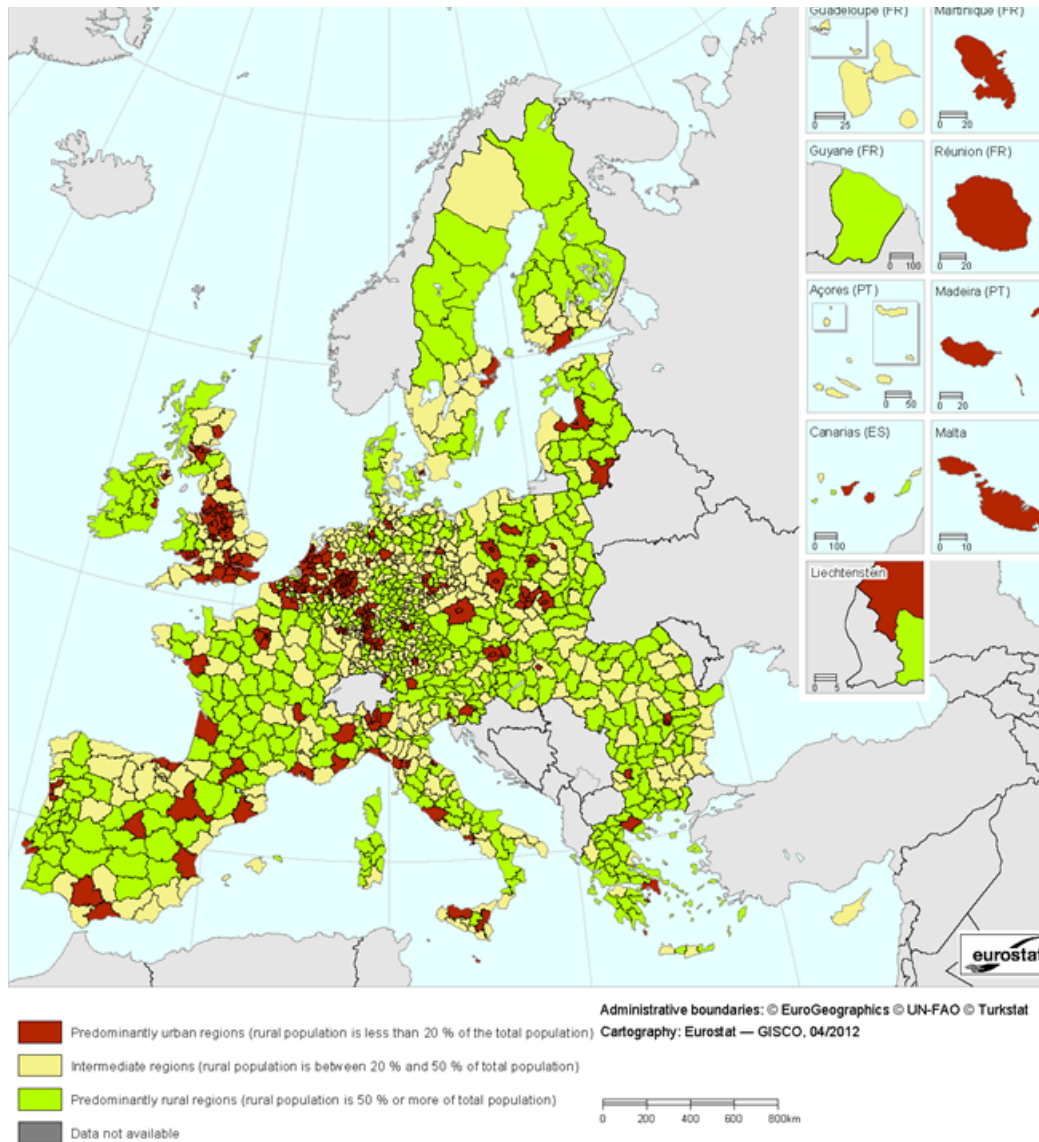 Guadeloupe (FR)
Martinique (FR)
0 25
0 20
Guyane (FR)
Réunion (FR)
0 100
0 20
Açores (PT)
Madeira (PT)
0 50
0 20
Canarias (ES)
Malta
0 100
0 10
Liechtenstein
0 5
eurostat
Administrative boundaries: © EuroGeographics © UN-FAO © Turkstat
Cartography: Eurostat — GISCO, 04/2012
Predominantly urban regions (rural population is less than 20 % of the total population)
Intermediate regions (rural population is between 20 % and 50 % of total population)
Predominantly rural regions (rural population is 50 % or more of total population)
Data not available
0 200 400 600 800km